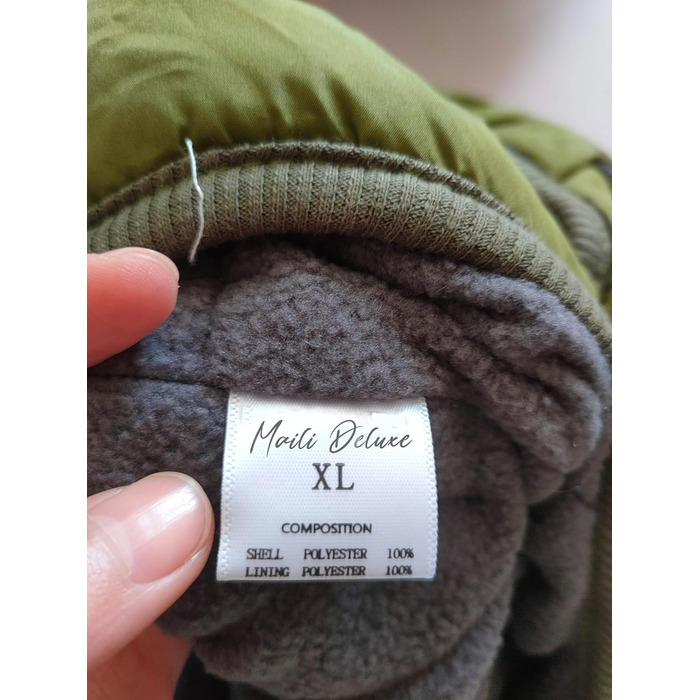 Maili Deluxe
XL
COMPOSITION
SHELL POLYESTER 100%
LINING POLYESTER 100%